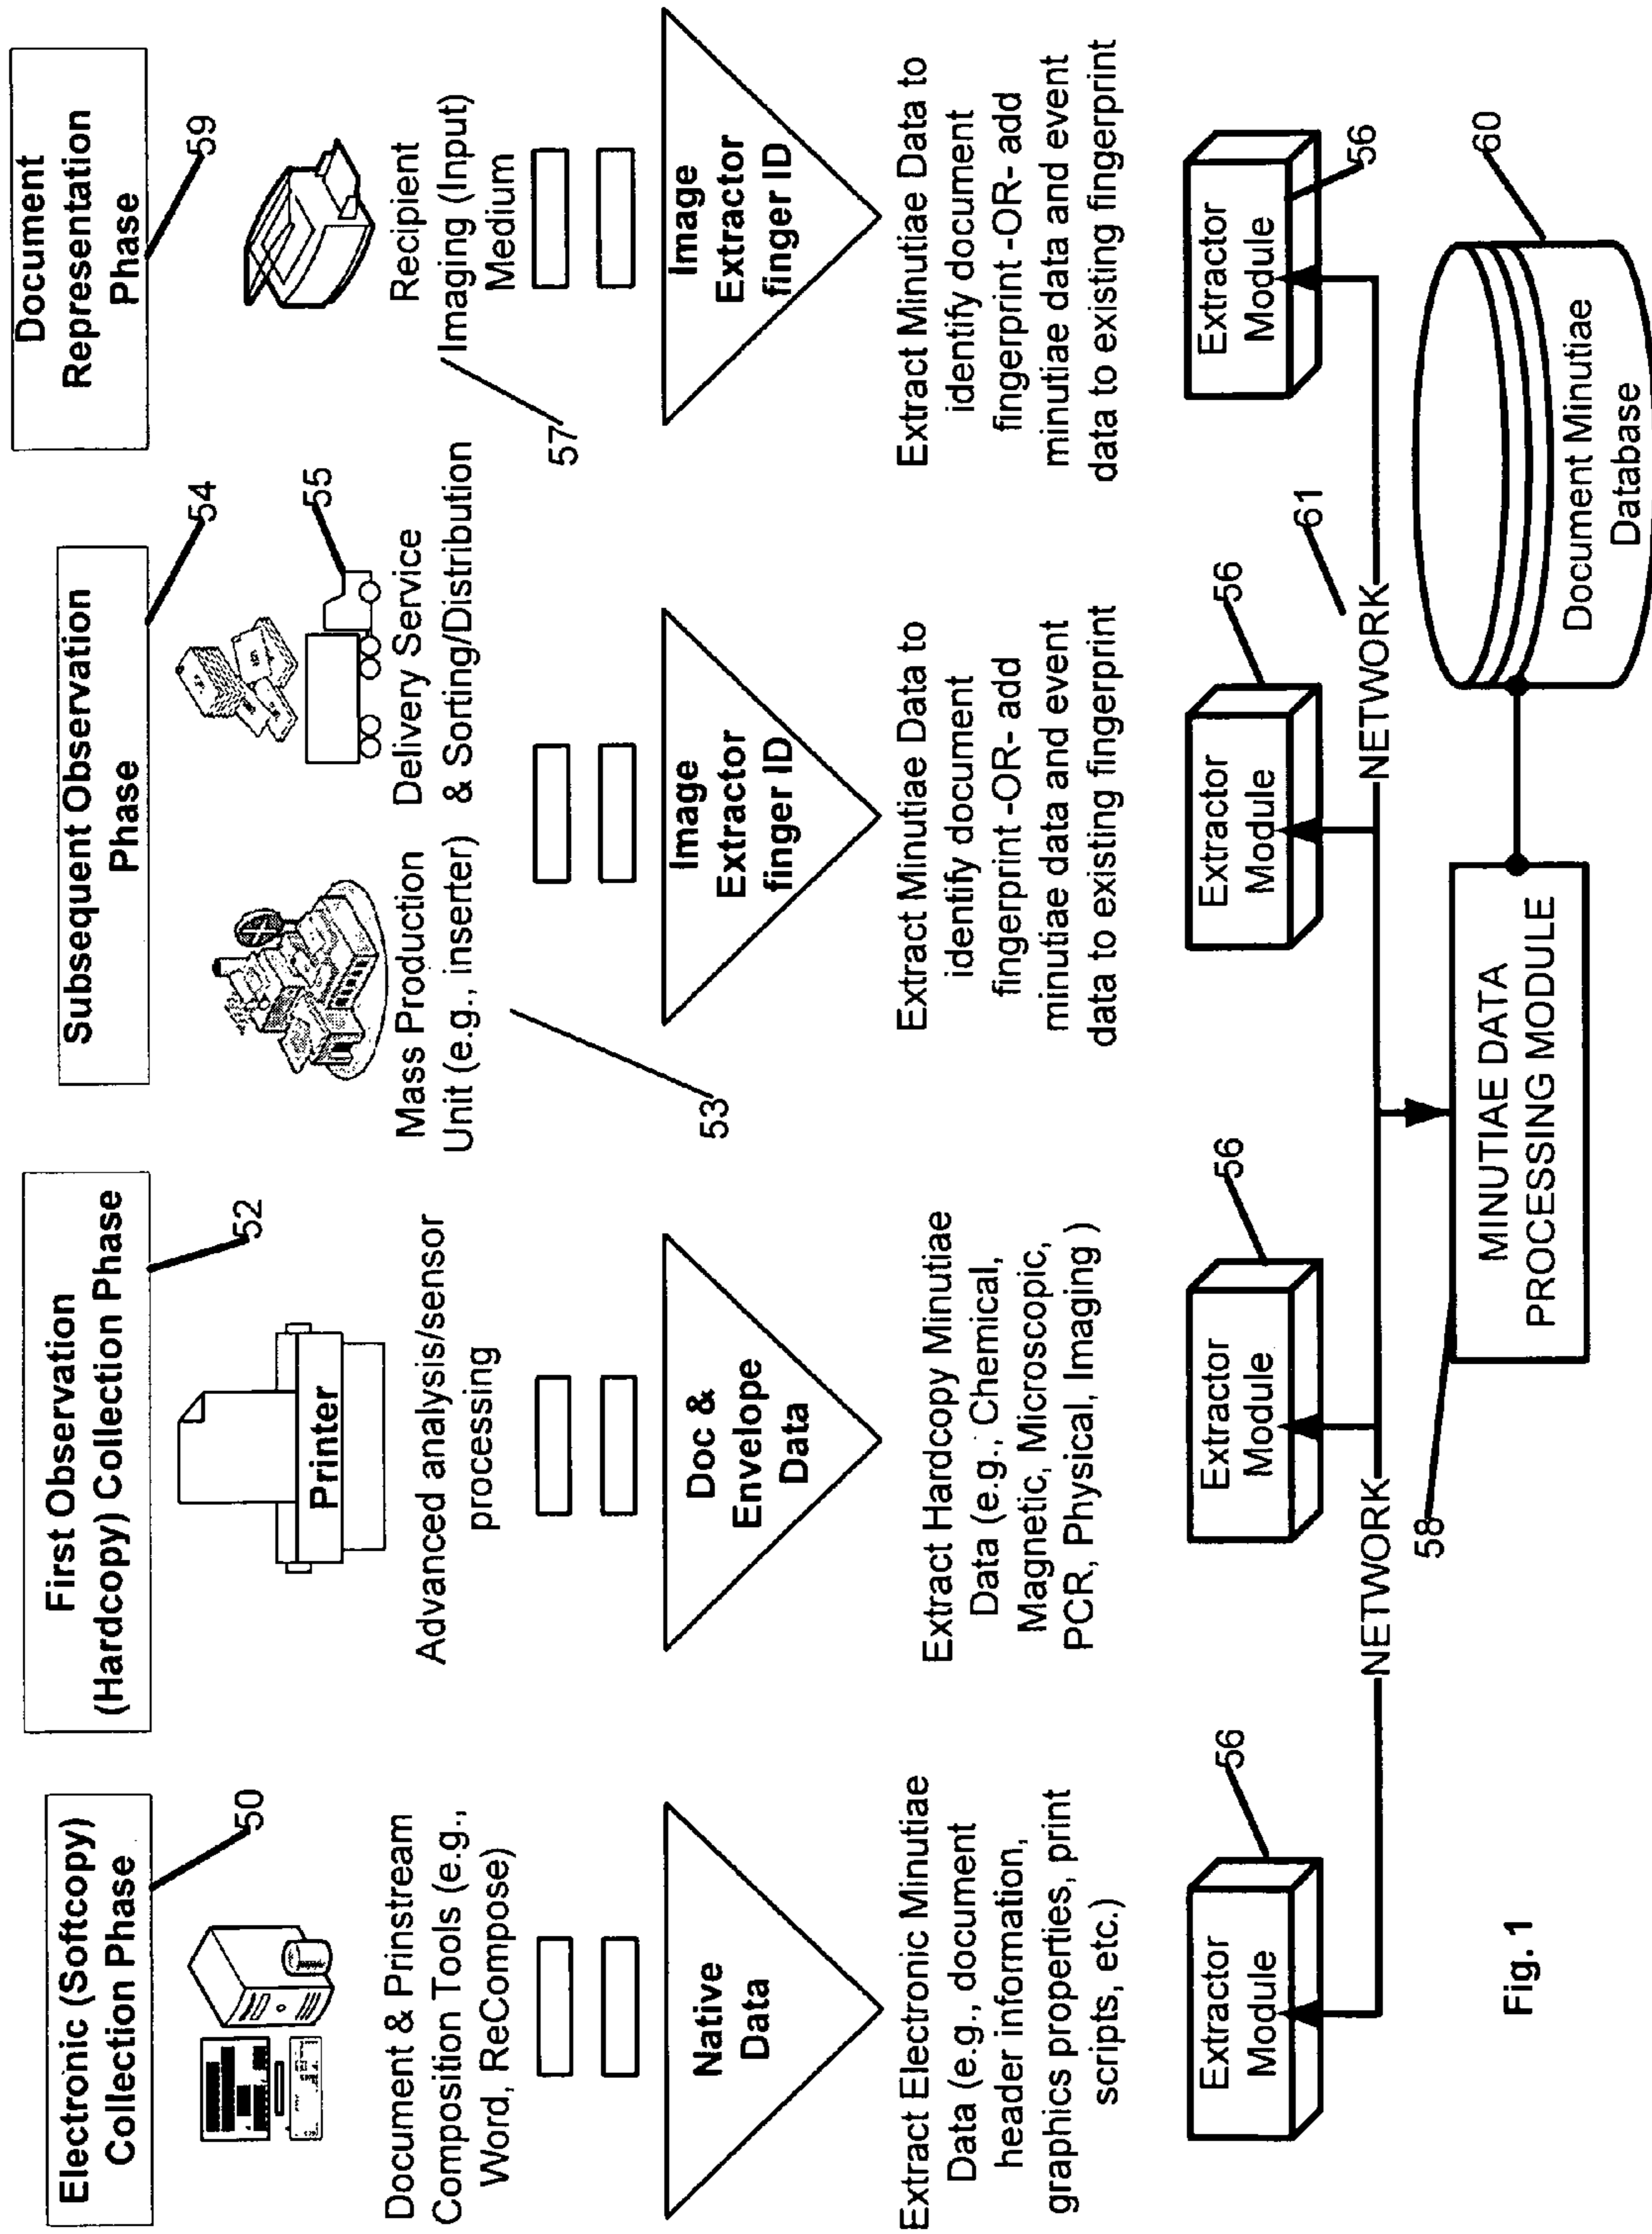 Electronic (Softcopy)
Collection Phase
50
Document & Prinstream
Composition Tools (e.g.,
Word, ReCompose)
Native
Data
Extract Electronic Minutiae
Data (e.g., document
header information,
graphics properties, print
scripts, etc.)
Extractor
Module
56
First Observation
(Hardcopy) Collection Phase
52
Printer
Advanced analysis/sensor
processing
Doc &
Envelope
Data
Extract Hardcopy Minutiae
Data (e.g., Chemical,
Magnetic, Microscopic,
PCR, Physical, Imaging )
Extractor
Module
56
Subsequent Observation
Phase
54
55
Mass Production
Unit (e.g., inserter)
53
Delivery Service
& Sorting/Distribution
Image
Extractor
finger ID
Extract Minutiae Data to
identify document
fingerprint -OR- add
minutiae data and event
data to existing fingerprint
Extractor
Module
56
Document
Representation
Phase
59
Recipient
Imaging (Input)
Medium
57
Image
Extractor
finger ID
Extract Minutiae Data to
identify document
fingerprint -OR- add
minutiae data and event
data to existing fingerprint
Extractor
Module
56
NETWORK
NETWORK
61
58
MINUTIAE DATA
PROCESSING MODULE
60
Document Minutiae
Database
Fig. 1